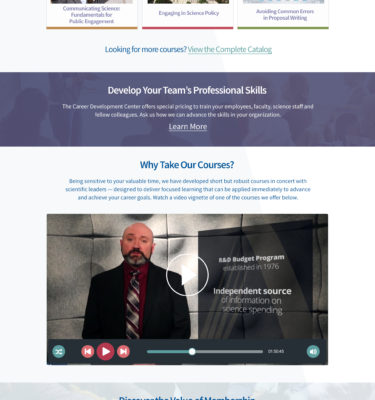 Communicating Science:
Fundamentals for
Public Engagement
Engaging in Science Policy
Avoiding Common Errors
in Proposal Writing
Looking for more courses? View the Complete Catalog
Develop Your Team's Professional Skills
The Career Development Center offers special pricing to train your employees, faculty, science staff and
fellow colleagues. Ask us how we can advance the skills in your organization.
Learn More
Why Take Our Courses?
Being sensitive to your valuable time, we have developed short but robust courses in concert with
scientific leaders — designed to deliver focused learning that can be applied immediately to advance
and achieve your career goals. Watch a video vignette of one of the courses we offer below.
R&D Budget Program
established in 1976
Independent source
of information on
science spending
01:50:45
Discover the Value of Membership